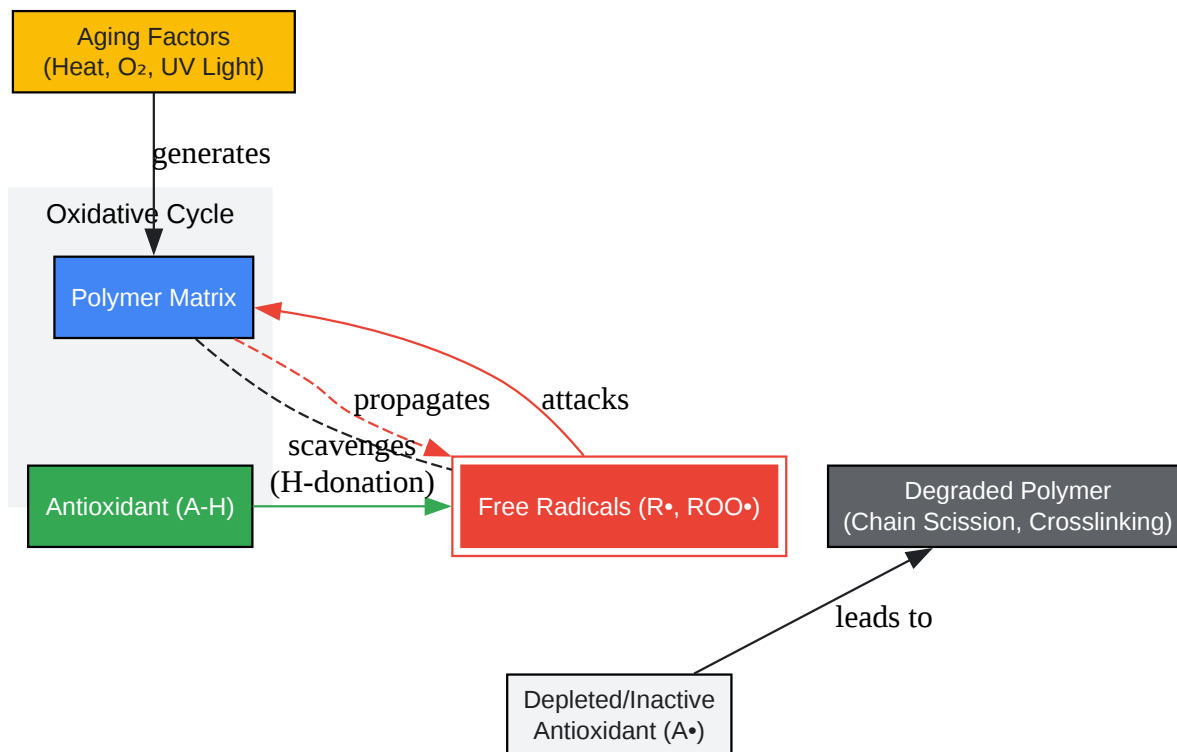 Aging Factors
(Heat, O₂, UV Light)
generates
Oxidative Cycle
Polymer Matrix
propagates
attacks
scavenges
(H-donation)
Antioxidant (A-H)
Free Radicals (R•, ROO•)
Degraded Polymer
(Chain Scission, Crosslinking)
leads to
Depleted/Inactive
Antioxidant (A•)